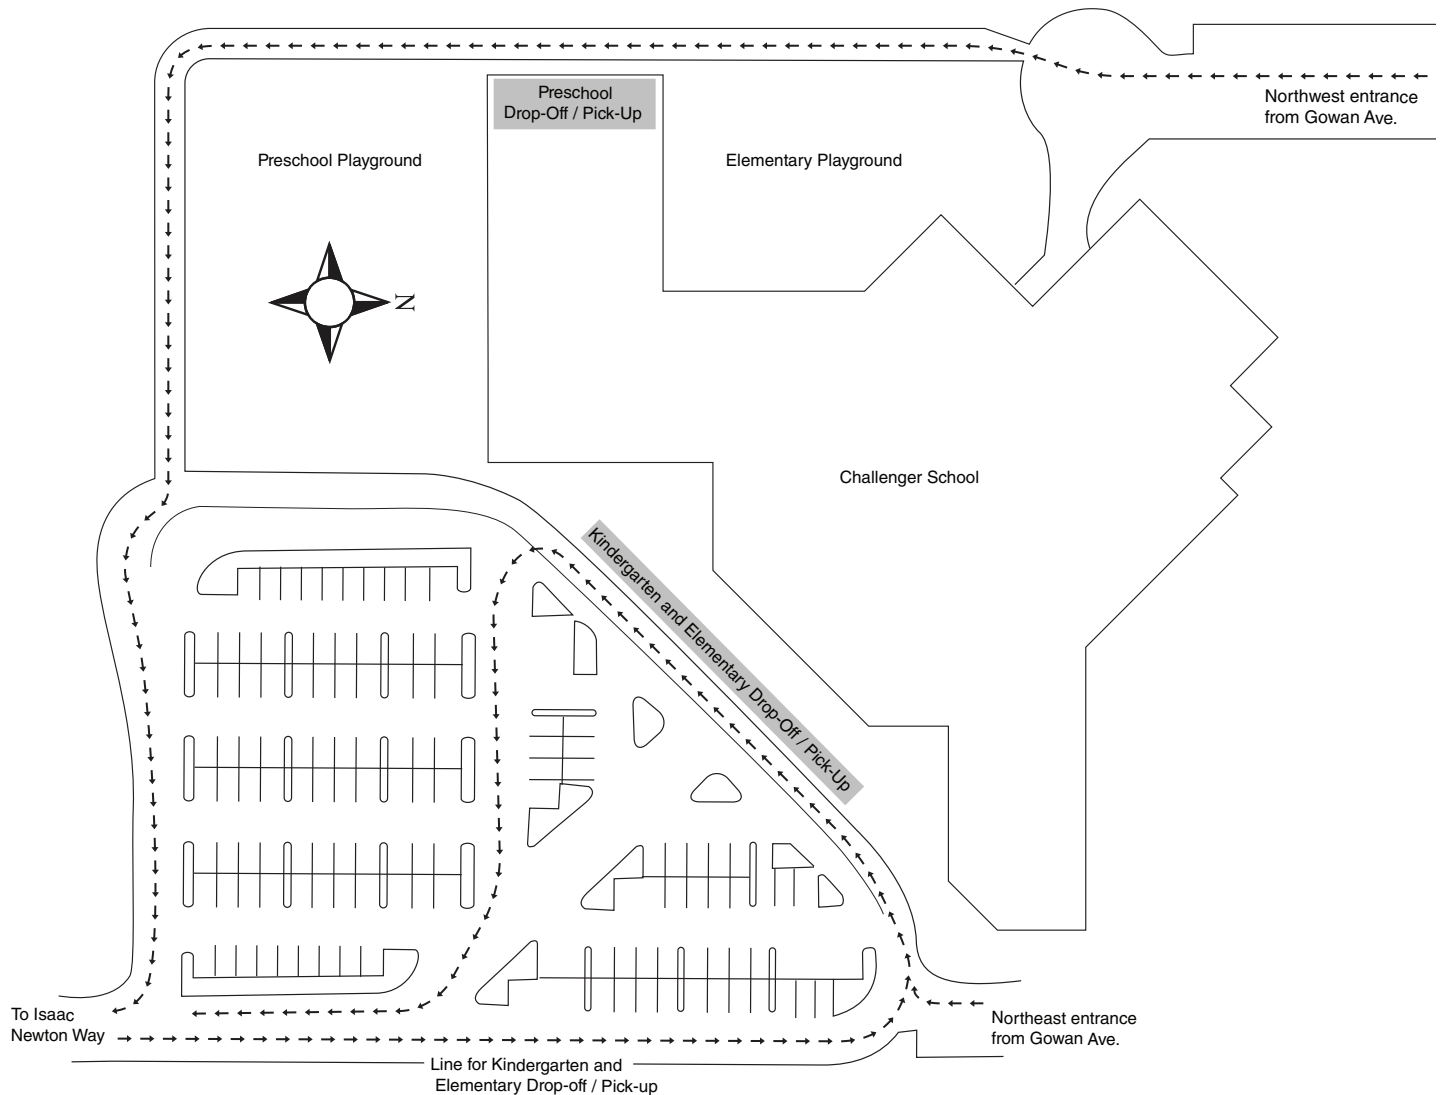 Preschool
Drop-Off / Pick-Up
Northwest entrance
from Gowan Ave.
Preschool Playground
Elementary Playground
N
Challenger School
Kindergarten and Elementary Drop-Off / Pick-Up
To Isaac
Newton Way
Northeast entrance
from Gowan Ave.
Line for Kindergarten and
Elementary Drop-off / Pick-up